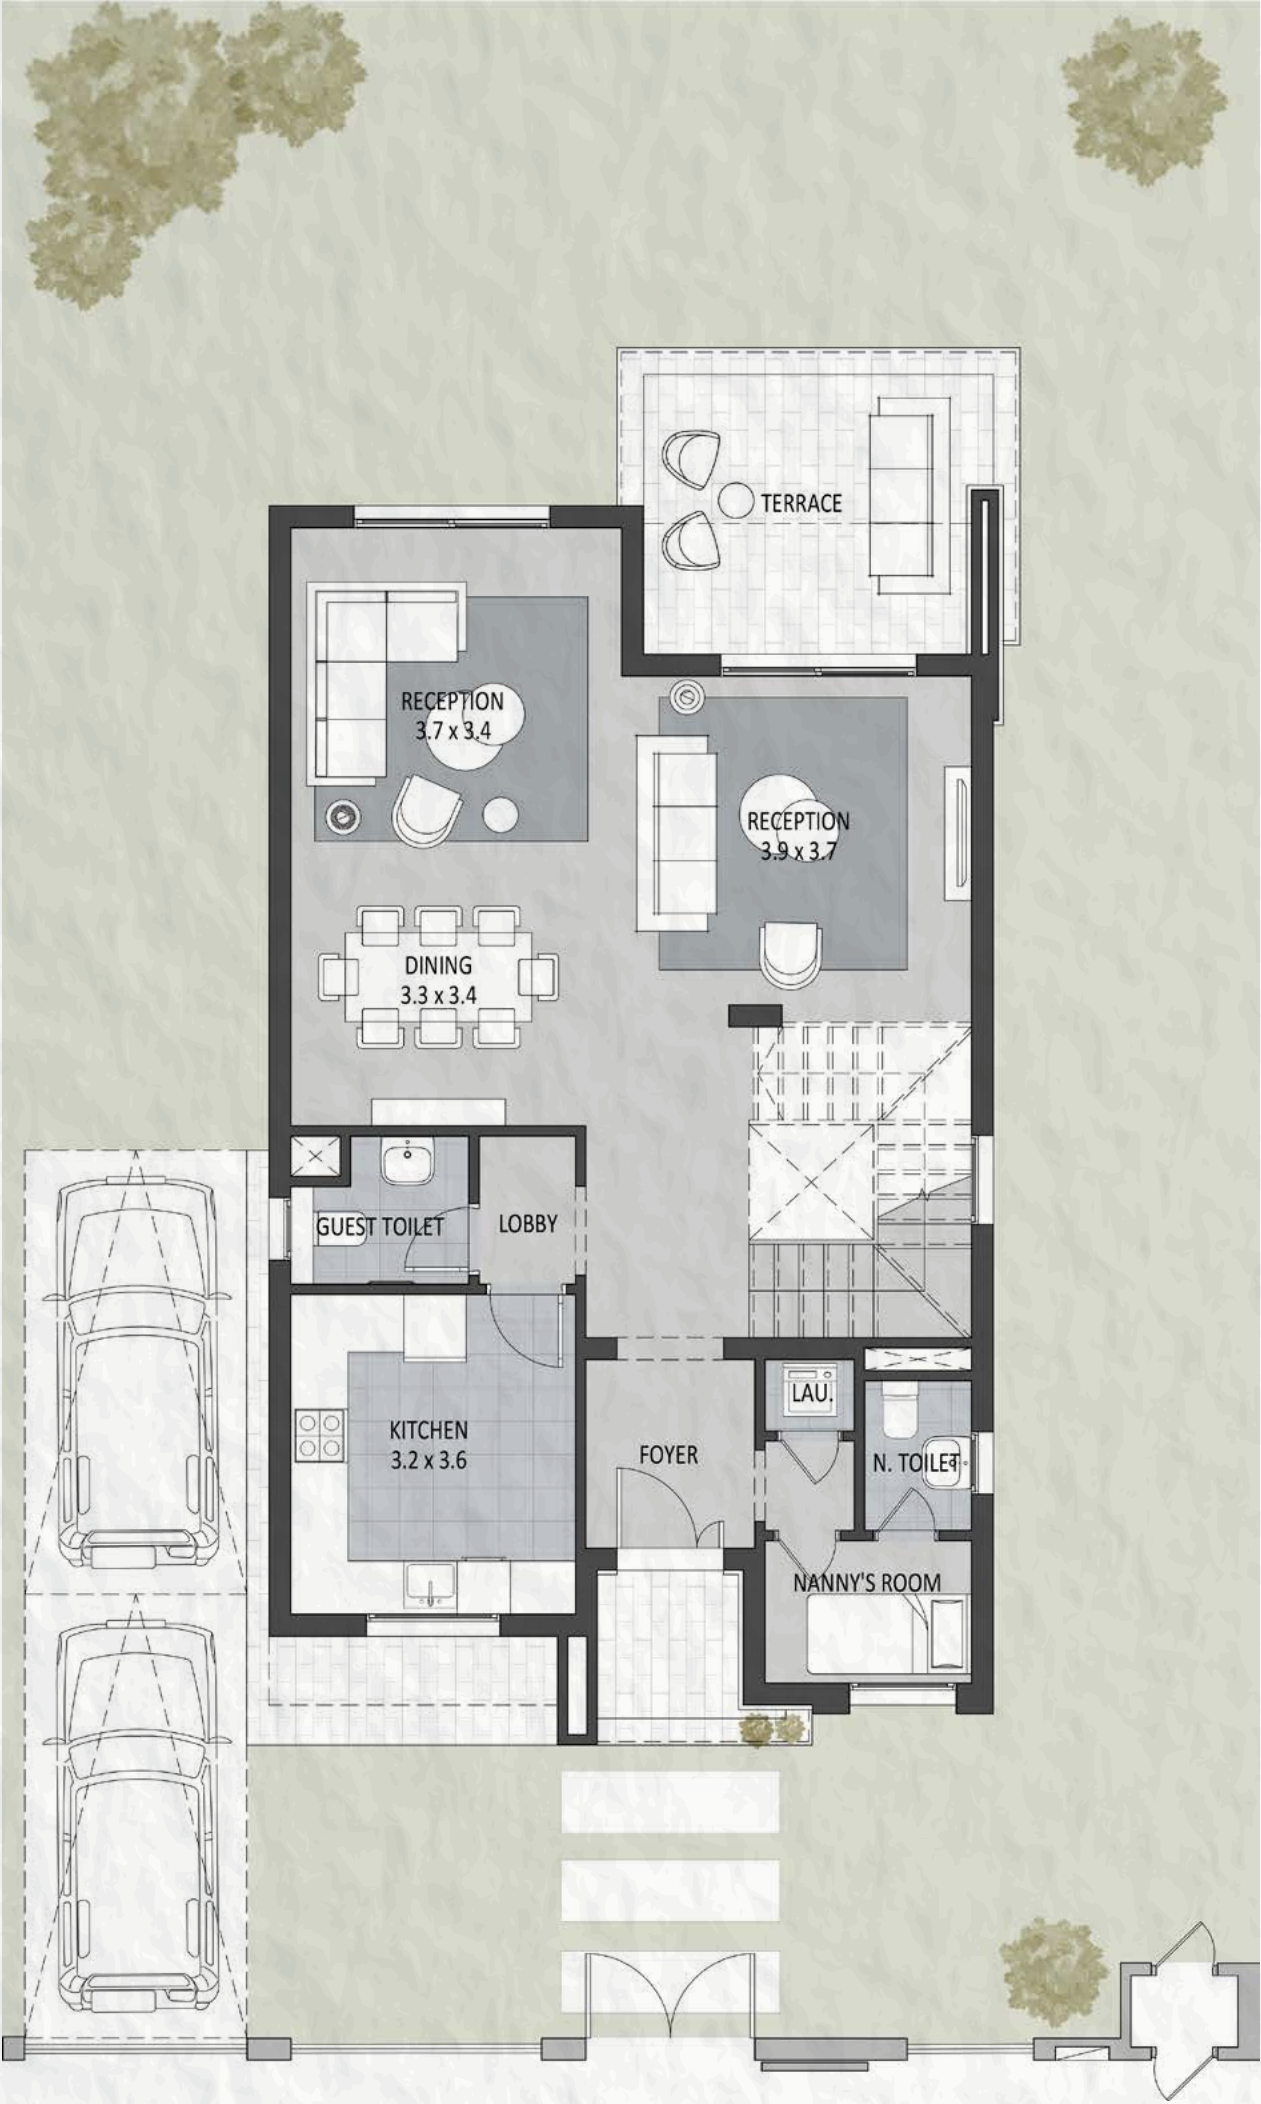 TERRACE
RECEPTION
3.7 x 3.4
RECEPTION
3.9 x 3.7
DINING
3.3 x 3.4
GUEST TOILET
LOBBY
KITCHEN
3.2 x 3.6
FOYER
LAU.
N. TOILET
NANNY'S ROOM